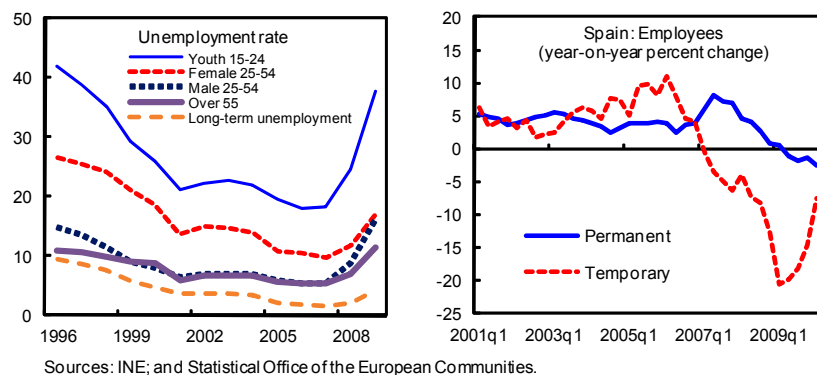 Unemployment rate
Youth 15-24
Female 25-54
Male 25-54
Over 55
Long-term unemployment
50
40
30
20
10
0
1996
1999
2002
2005
2008
Spain: Employees
(year-on-year percent change)
20
15
10
5
0
-5
-10
-15
-20
-25
Permanent
Temporary
2001q1
2003q1
2005q1
2007q1
2009q1
Sources: INE; and Statistical Office of the European Communities.